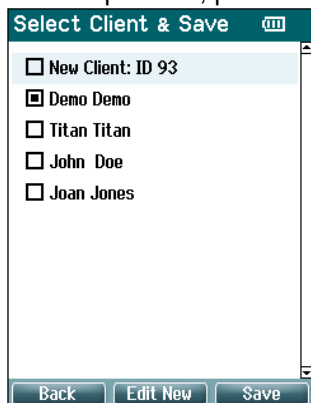 Select Client & Save
New Client: ID 93
Demo Demo
Titan Titan
John Doe
Joan Jones
Back Edit New Save